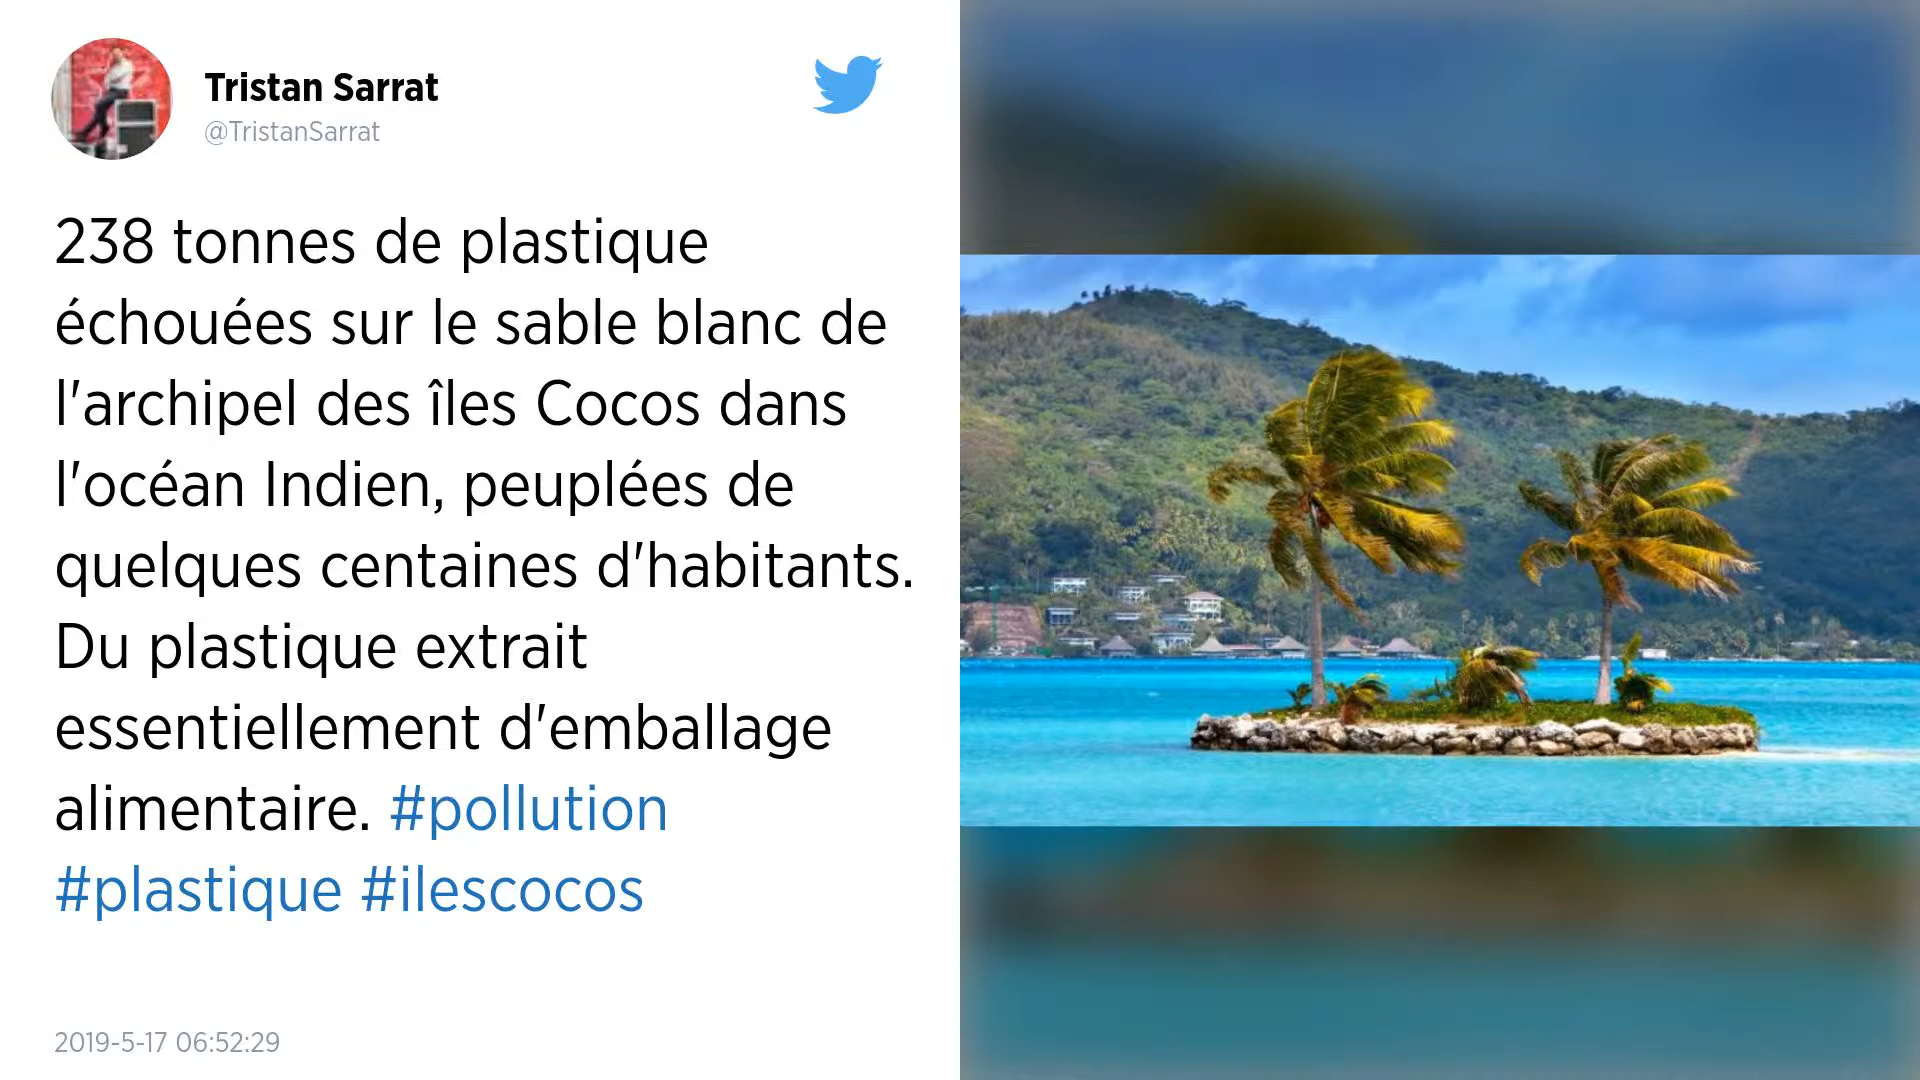 Tristan Sarrat
@TristanSarrat
238 tonnes de plastique
échouées sur le sable blanc de
l'archipel des îles Cocos dans
l'océan Indien, peuplées de
quelques centaines d'habitants.
Du plastique extrait
essentiellement d'emballage
alimentaire. #pollution
#plastique #ilescocos
2019-5-17 06:52:29